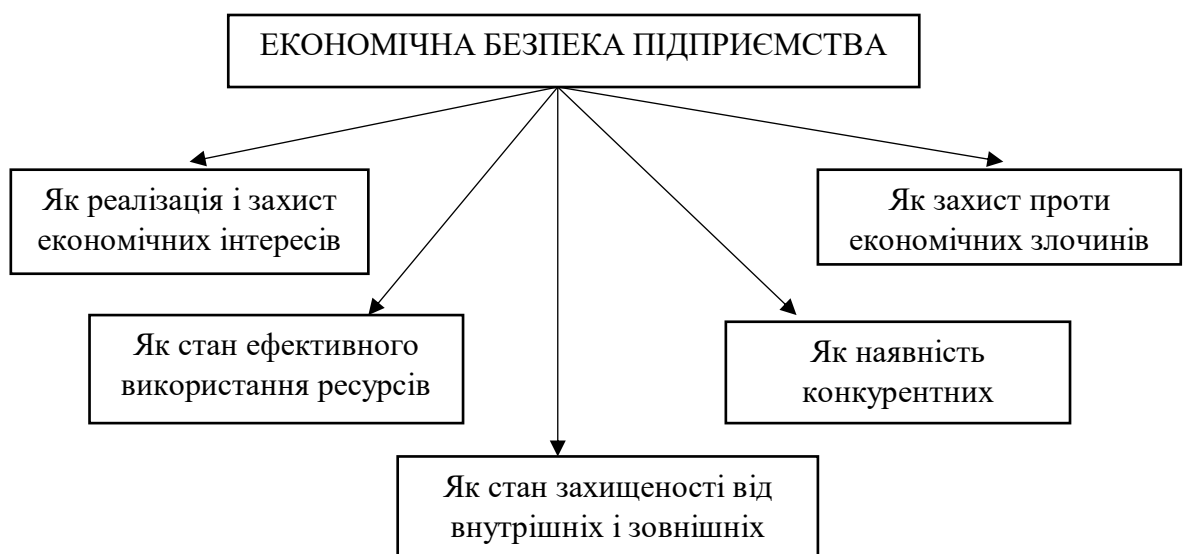 ЕКОНОМІЧНА БЕЗПЕКА ПІДПРИЄМСТВА
Як реалізація і захист
економічних інтересів
Як захист проти
економічних злочинів
Як стан ефективного
використання ресурсів
Як наявність
конкурентних
Як стан захищеності від
внутрішніх і зовнішніх